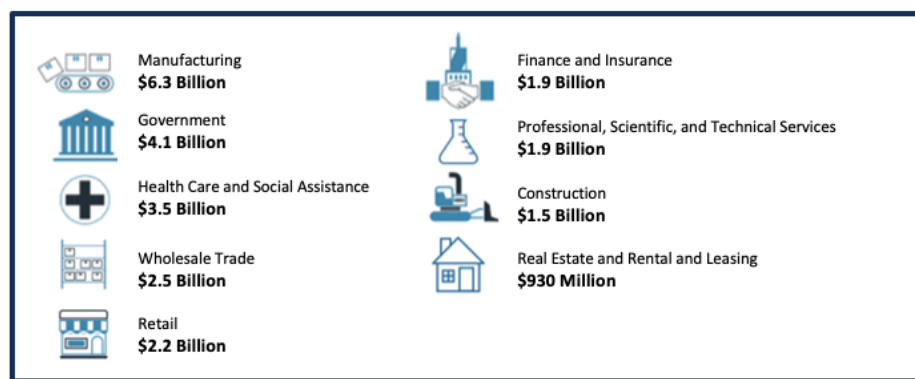 Manufacturing
$6.3 Billion
Government
$4.1 Billion
Health Care and Social Assistance
$3.5 Billion
Wholesale Trade
$2.5 Billion
Retail
$2.2 Billion
Finance and Insurance
$1.9 Billion
Professional, Scientific, and Technical Services
$1.9 Billion
Construction
$1.5 Billion
Real Estate and Rental and Leasing
$930 Million